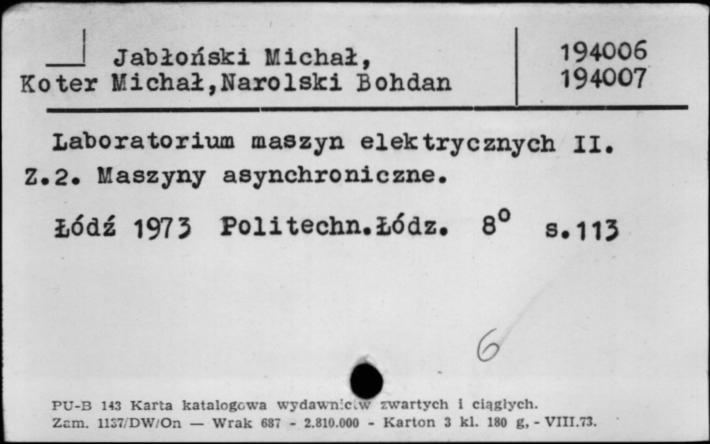 Jabłoński Michał,
194006
Koter Michał,Narolski Bohdan
194007
Laboratorium maszyn elektrycznych II.
Z.2. Maszyny asynchroniczne.
Łódź 1973 Politechn.Łódz. 8° s.113
6
PU-B 143 Karta katalogowa wydawnictw zwartych i ciągłych.
Zam. 1137/DW/On — Wrak 687 - 2.810.000 - Karton 3 kl. 180 g, - VIII.73.